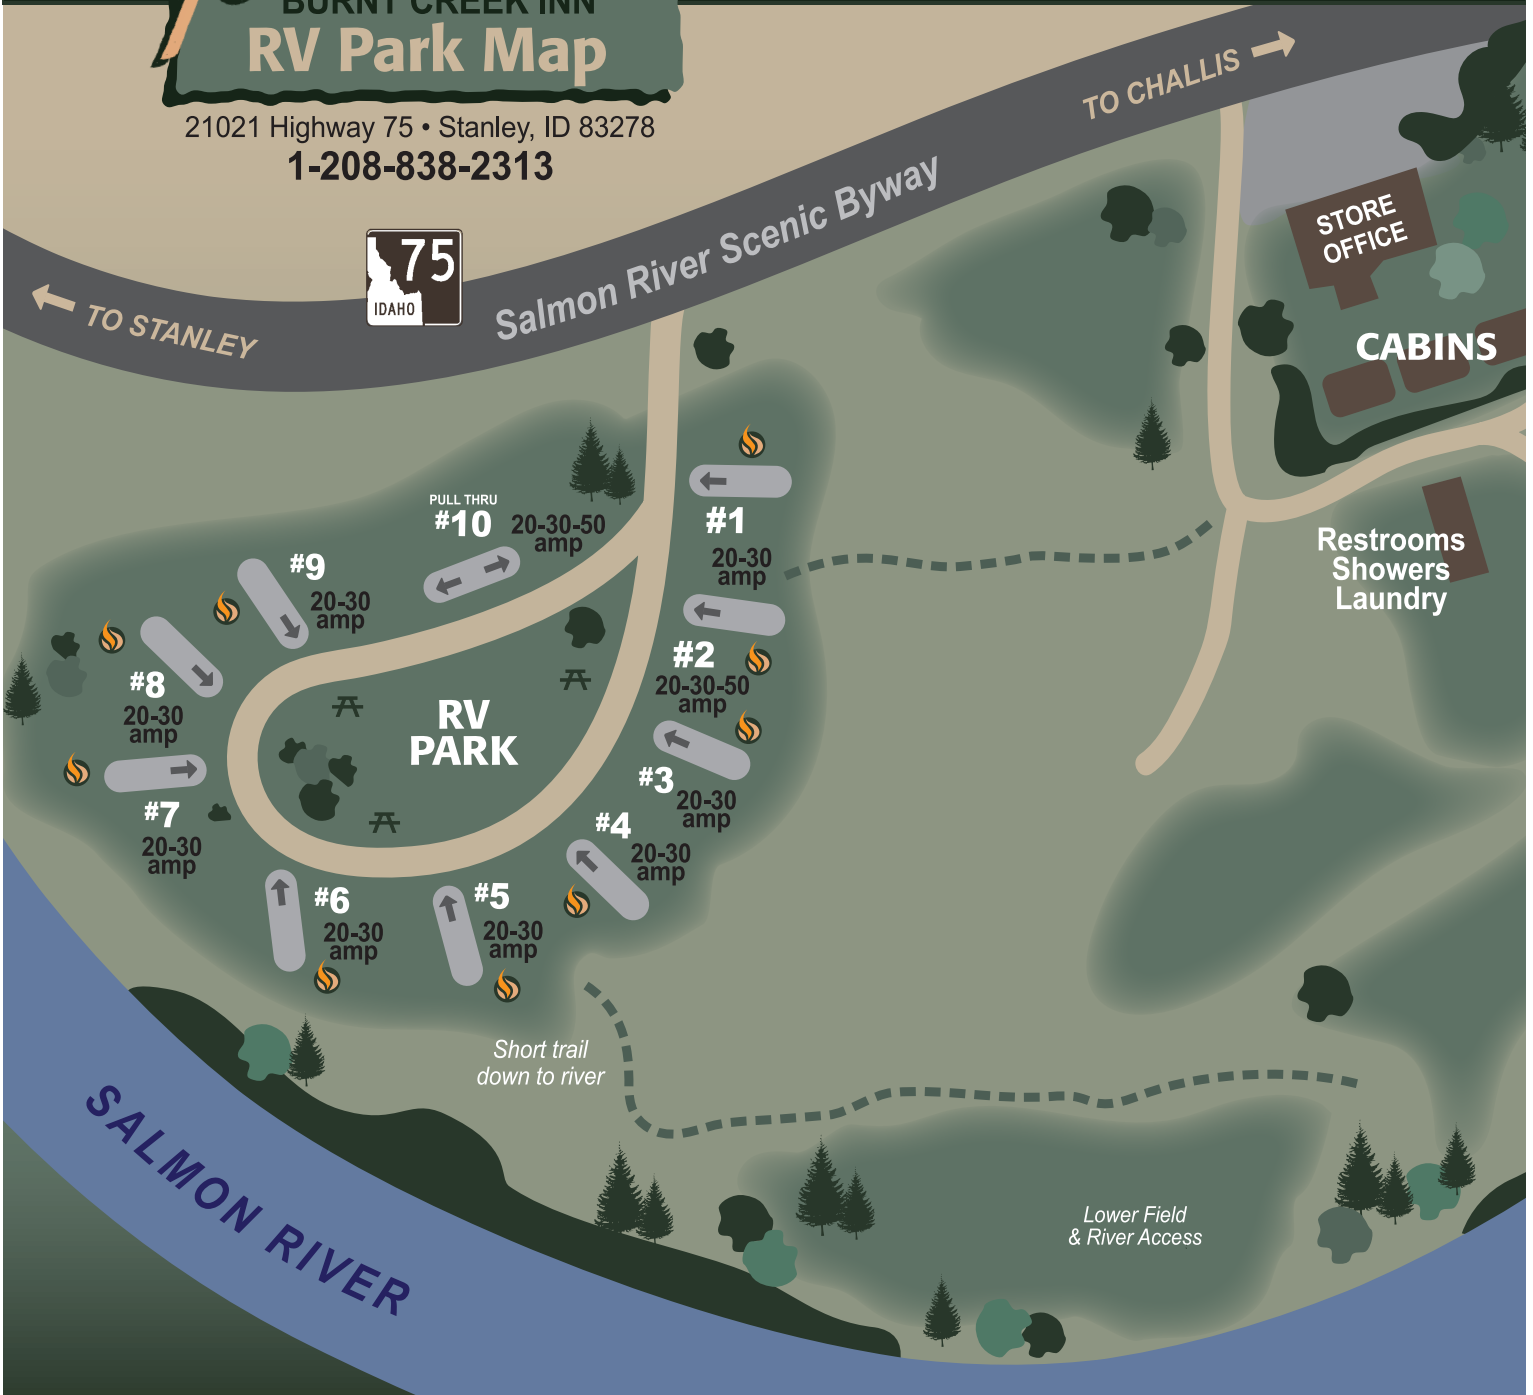 BURNT CREEK INN
RV Park Map
21021 Highway 75 • Stanley, ID 83278
1-208-838-2313
TO CHALLIS
Salmon River Scenic Byway
75
IDAHO
TO STANLEY
STORE
OFFICE
CABINS
Restrooms
Showers
Laundry
PULL THRU
#10
20-30-50
amp
#1
20-30
amp
#9
20-30
amp
#2
20-30-50
amp
#8
20-30
amp
RV
PARK
#3
20-30
amp
#7
20-30
amp
#4
20-30
amp
#6
20-30
amp
#5
20-30
amp
Short trail
down to river
SALMON RIVER
Lower Field
& River Access